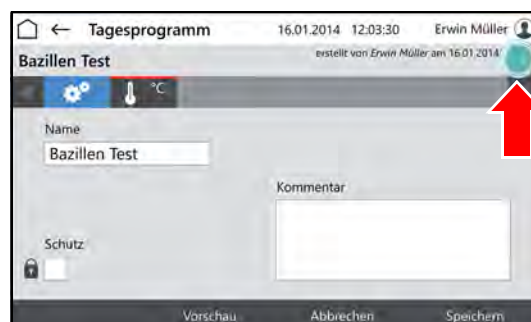 Tagesprogramm 16.01.2014 12:03:30 Erwin Müller
Bazillen Test erstellt von Erwin Müller am 16.01.2014
°C
Name
Bazillen Test
Kommentar
Schutz
Vorschau Abbrechen Speichern